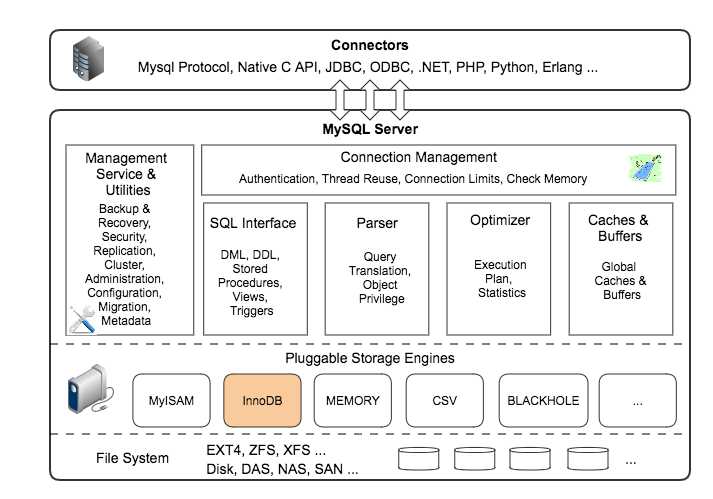 Connectors
Mysql Protocol, Native C API, JDBC, ODBC, .NET, PHP, Python, Erlang ...
MySQL Server
Management
Service &
Utilities
Backup &
Recovery,
Security,
Replication,
Cluster,
Administration,
Configuration,
Migration,
Metadata
Connection Management
Authentication, Thread Reuse, Connection Limits, Check Memory
SQL Interface
DML, DDL,
Stored
Procedures,
Views,
Triggers
Parser
Query
Translation,
Object
Privilege
Optimizer
Execution
Plan,
Statistics
Caches &
Buffers
Global
Caches &
Buffers
Pluggable Storage Engines
MyISAM
InnoDB
MEMORY
CSV
BLACKHOLE
...
File System
EXT4, ZFS, XFS ...
Disk, DAS, NAS, SAN ...
...